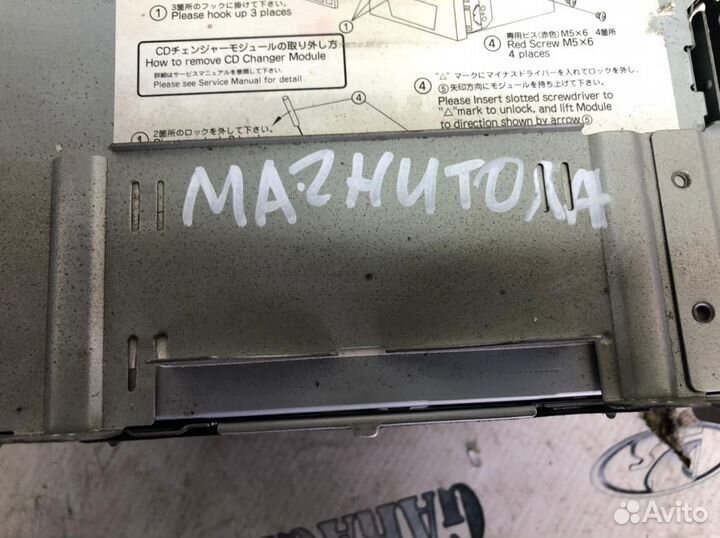 ① 3箇所のフックに掛けて下さい。
Please hook up 3 places
①
CDチェンジャーモジュールの取り外し方
How to remove CD Changer Module
詳細はサービスマニュアルを参照して下さい。
Please see Service Manual for detail
① 2箇所のロックを外して下さい。
④
④ 専用ビス(赤色) M5×6 4箇所
Red Screw M5×6
4 places
④ "△" マークにマイナスドライバーを入れてロックを外し、
⑥矢印方向にモジュールを持ち上げて下さい。
Please Insert slotted screwdriver to
"△" mark to unlock, and lift Module
to direction shown by arrow⑤
МАГНИТОЛА
GARAG
Avito